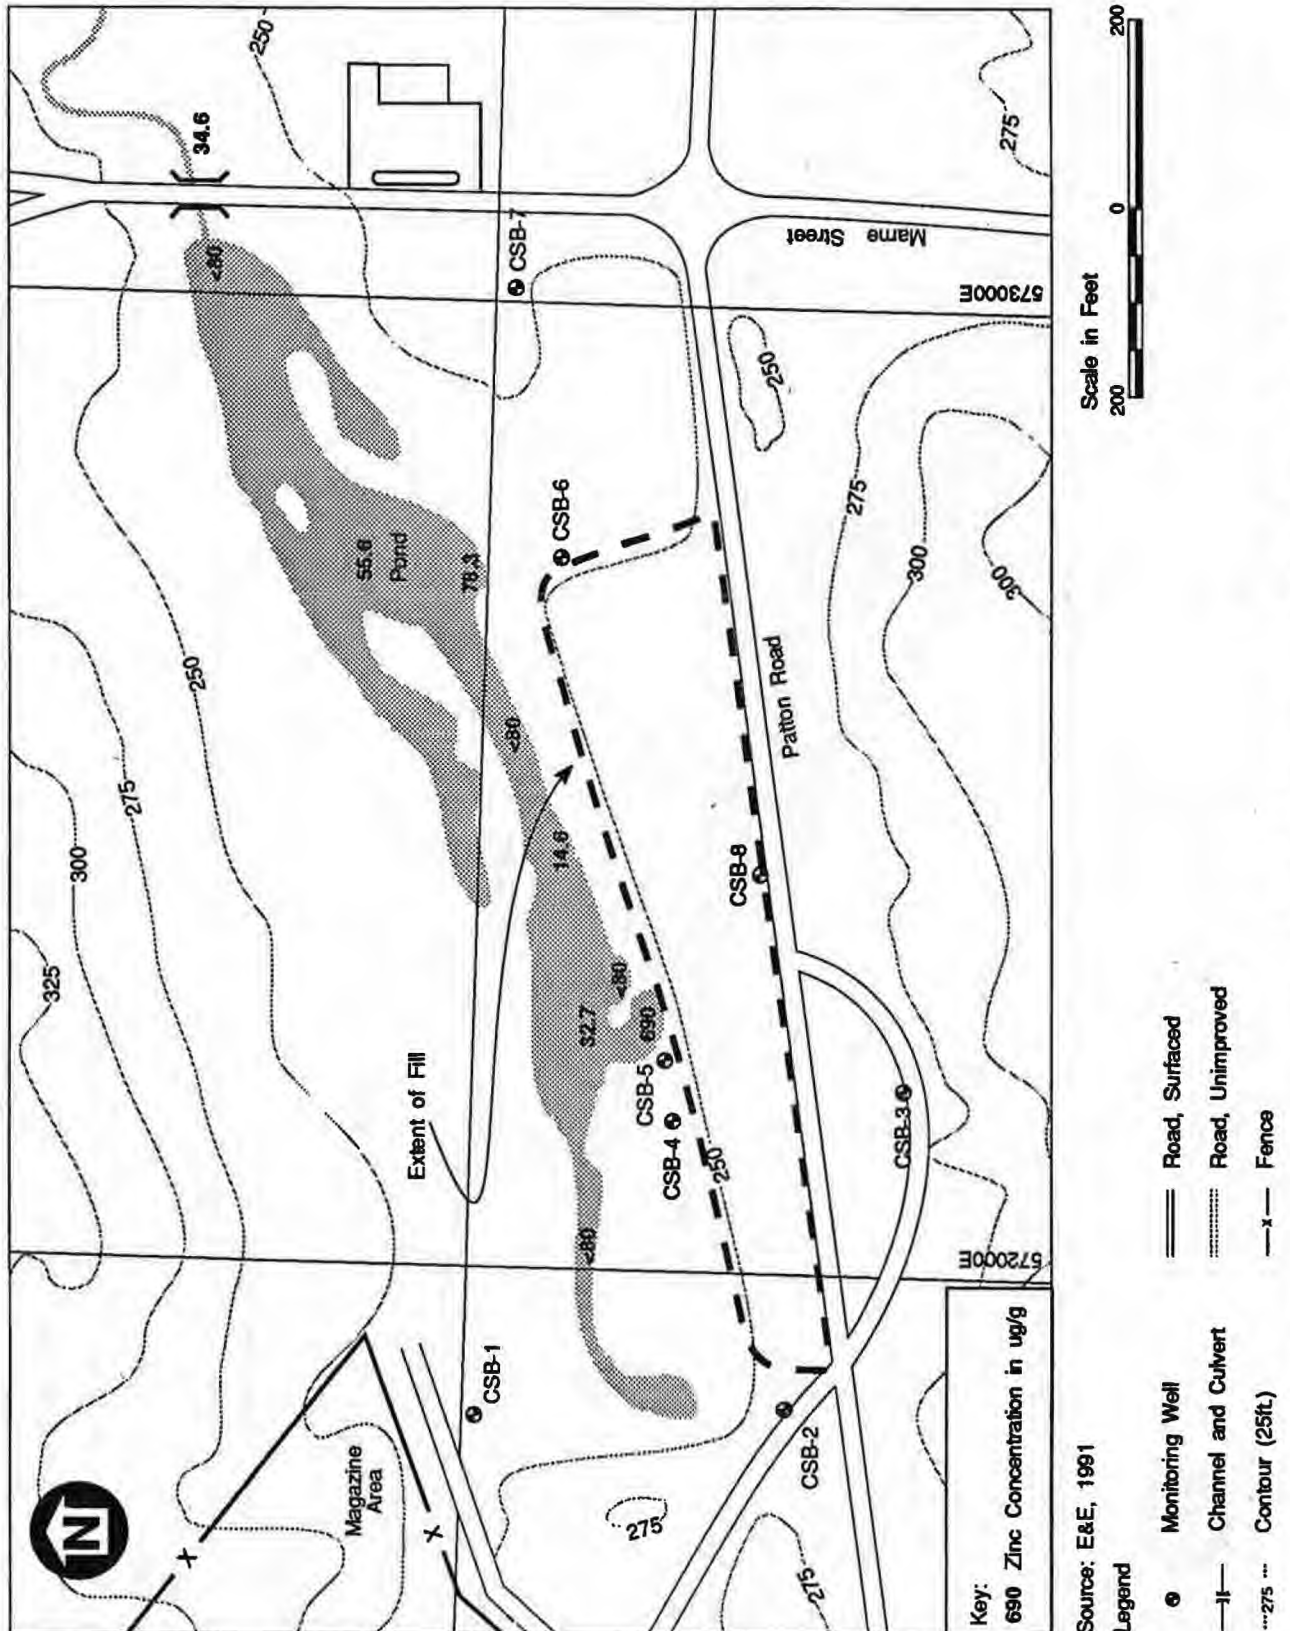 N
325
300
275
250
250
34.6
<80
55.8
Pond
78.3
<80
14.6
<80
32.7
690
<80
Extent of Fill
Magazine
Area
X
X
CSB-1
CSB-2
CSB-3
CSB-4
CSB-5
CSB-6
CSB-7
CSB-8
250
250
275
275
275
275
300
300
Patton Road
Marne Street
572000E
573000E
Key:
690 Zinc Concentration in ug/g
Source: E&E, 1991
Legend
Monitoring Well
Channel and Culvert
275 Contour (25ft.)
Road, Surfaced
Road, Unimproved
x Fence
Scale in Feet
200 0 200